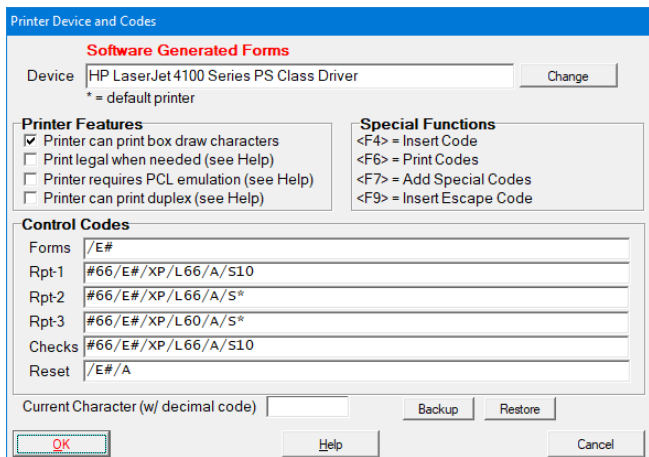 Printer Device and Codes
Software Generated Forms
Device HP LaserJet 4100 Series PS Class Driver Change
* = default printer
Printer Features
Printer can print box draw characters
Print legal when needed (see Help)
Printer requires PCL emulation (see Help)
Printer can print duplex (see Help)
Special Functions
<F4> = Insert Code
<F6> = Print Codes
<F7> = Add Special Codes
<F9> = Insert Escape Code
Control Codes
Forms /E#
Rpt-1 #66/E#/XP/L66/A/S10
Rpt-2 #66/E#/XP/L66/A/S*
Rpt-3 #66/E#/XP/L60/A/S*
Checks #66/E#/XP/L66/A/S10
Reset /E#/A
Current Character (w/ decimal code) Backup Restore
OK Help Cancel